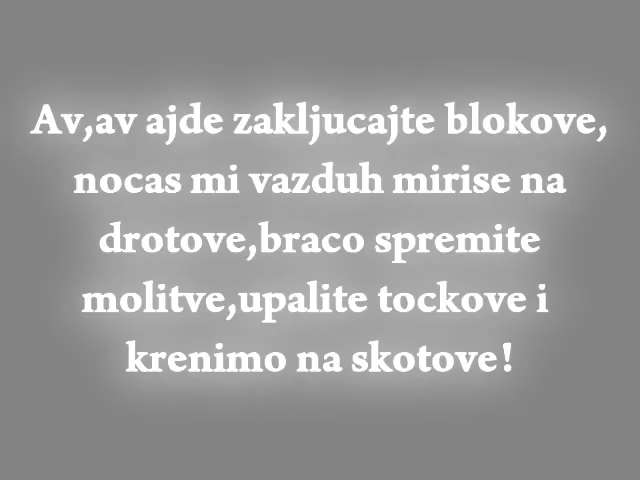 Av,av ajde zakljucajte blokove,
nocas mi vazduh mirise na
drotove,braco spremite
molitve,upalite tockove i
krenimo na skotove!